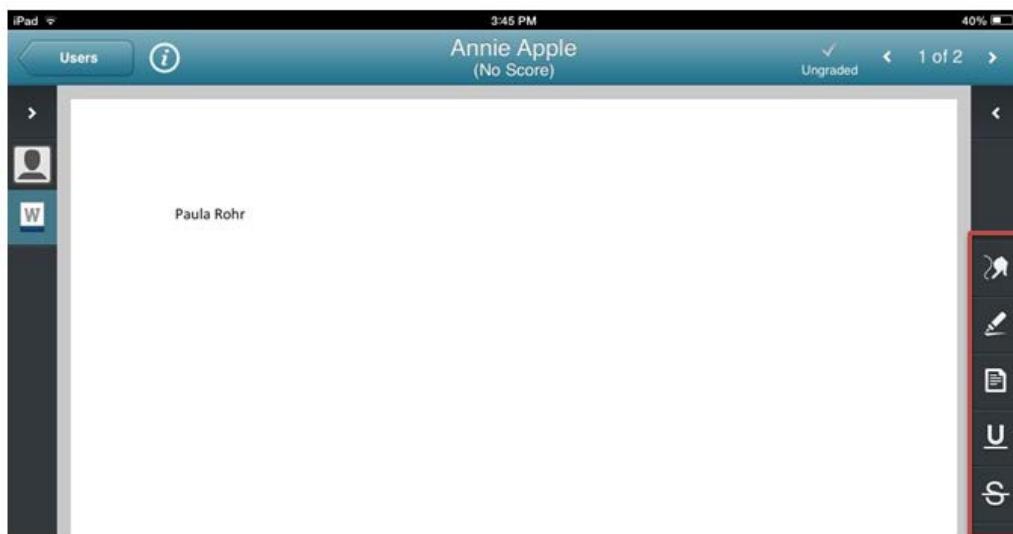 iPad 3:45 PM 40%
Users i Annie Apple
(No Score)
Ungraded
1 of 2
W
Paula Rohr
U
S